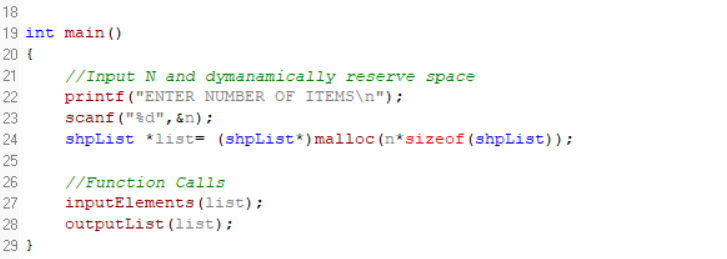 18
19 int main()
20 {
21 //Input N and dymanamically reserve space
22 printf("ENTER NUMBER OF ITEMS\n");
23 scanf("%d",&n);
24 shpList *list= (shpList*)malloc(n*sizeof(shpList));
25
26 //Function Calls
27 inputElements(list);
28 outputList(list);
29 }